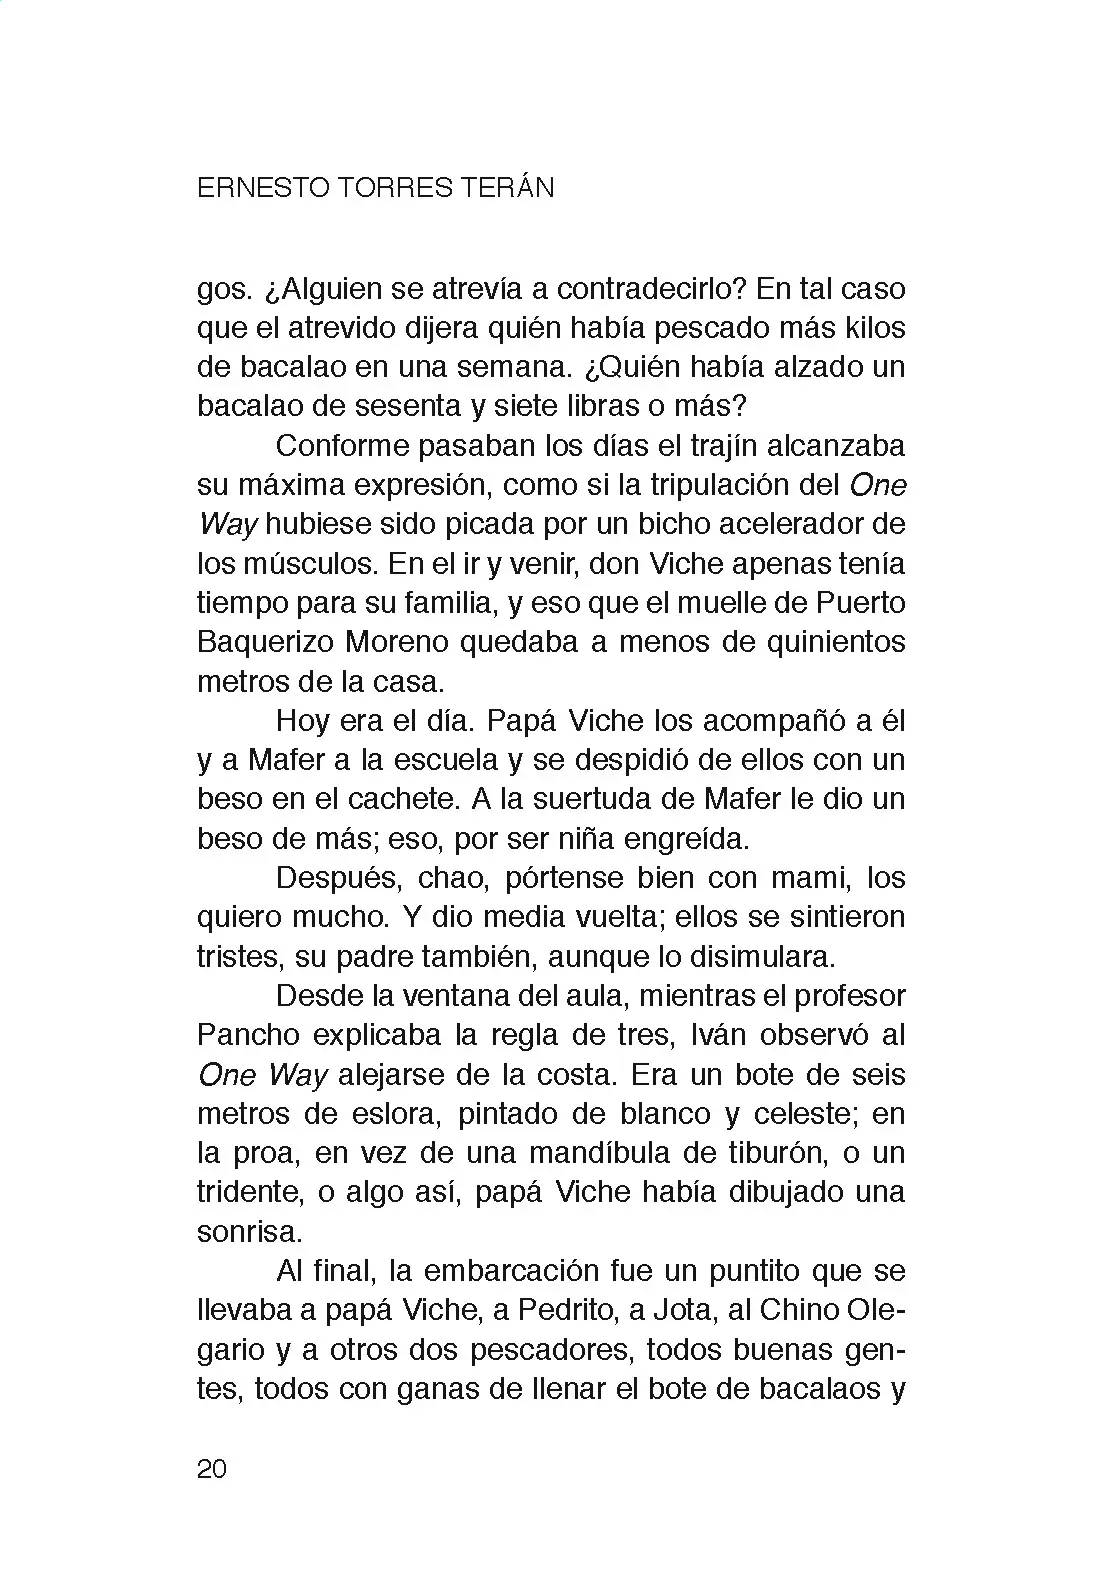 ERNESTO TORRES TERÁN
gos. ¿Alguien se atrevía a contradecirlo? En tal caso
que el atrevido dijera quién había pescado más kilos
de bacalao en una semana. ¿Quién había alzado un
bacalao de sesenta y siete libras o más?
Conforme pasaban los días el trajín alcanzaba
su máxima expresión, como si la tripulación del One
Way hubiese sido picada por un bicho acelerador de
los músculos. En el ir y venir, don Viche apenas tenía
tiempo para su familia, y eso que el muelle de Puerto
Baquerizo Moreno quedaba a menos de quinientos
metros de la casa.
Hoy era el día. Papá Viche los acompañó a él
y a Mafer a la escuela y se despidió de ellos con un
beso en el cachete. A la suertuda de Mafer le dio un
beso de más; eso, por ser niña engreída.
Después, chao, pórtense bien con mami, los
quiero mucho. Y dio media vuelta; ellos se sintieron
tristes, su padre también, aunque lo disimulara.
Desde la ventana del aula, mientras el profesor
Pancho explicaba la regla de tres, Iván observó al
One Way alejarse de la costa. Era un bote de seis
metros de eslora, pintado de blanco y celeste; en
la proa, en vez de una mandíbula de tiburón, o un
tridente, o algo así, papá Viche había dibujado una
sonrisa.
Al final, la embarcación fue un puntito que se
llevaba a papá Viche, a Pedrito, a Jota, al Chino Ole-
gario y a otros dos pescadores, todos buenas gen-
tes, todos con ganas de llenar el bote de bacalaos y
20